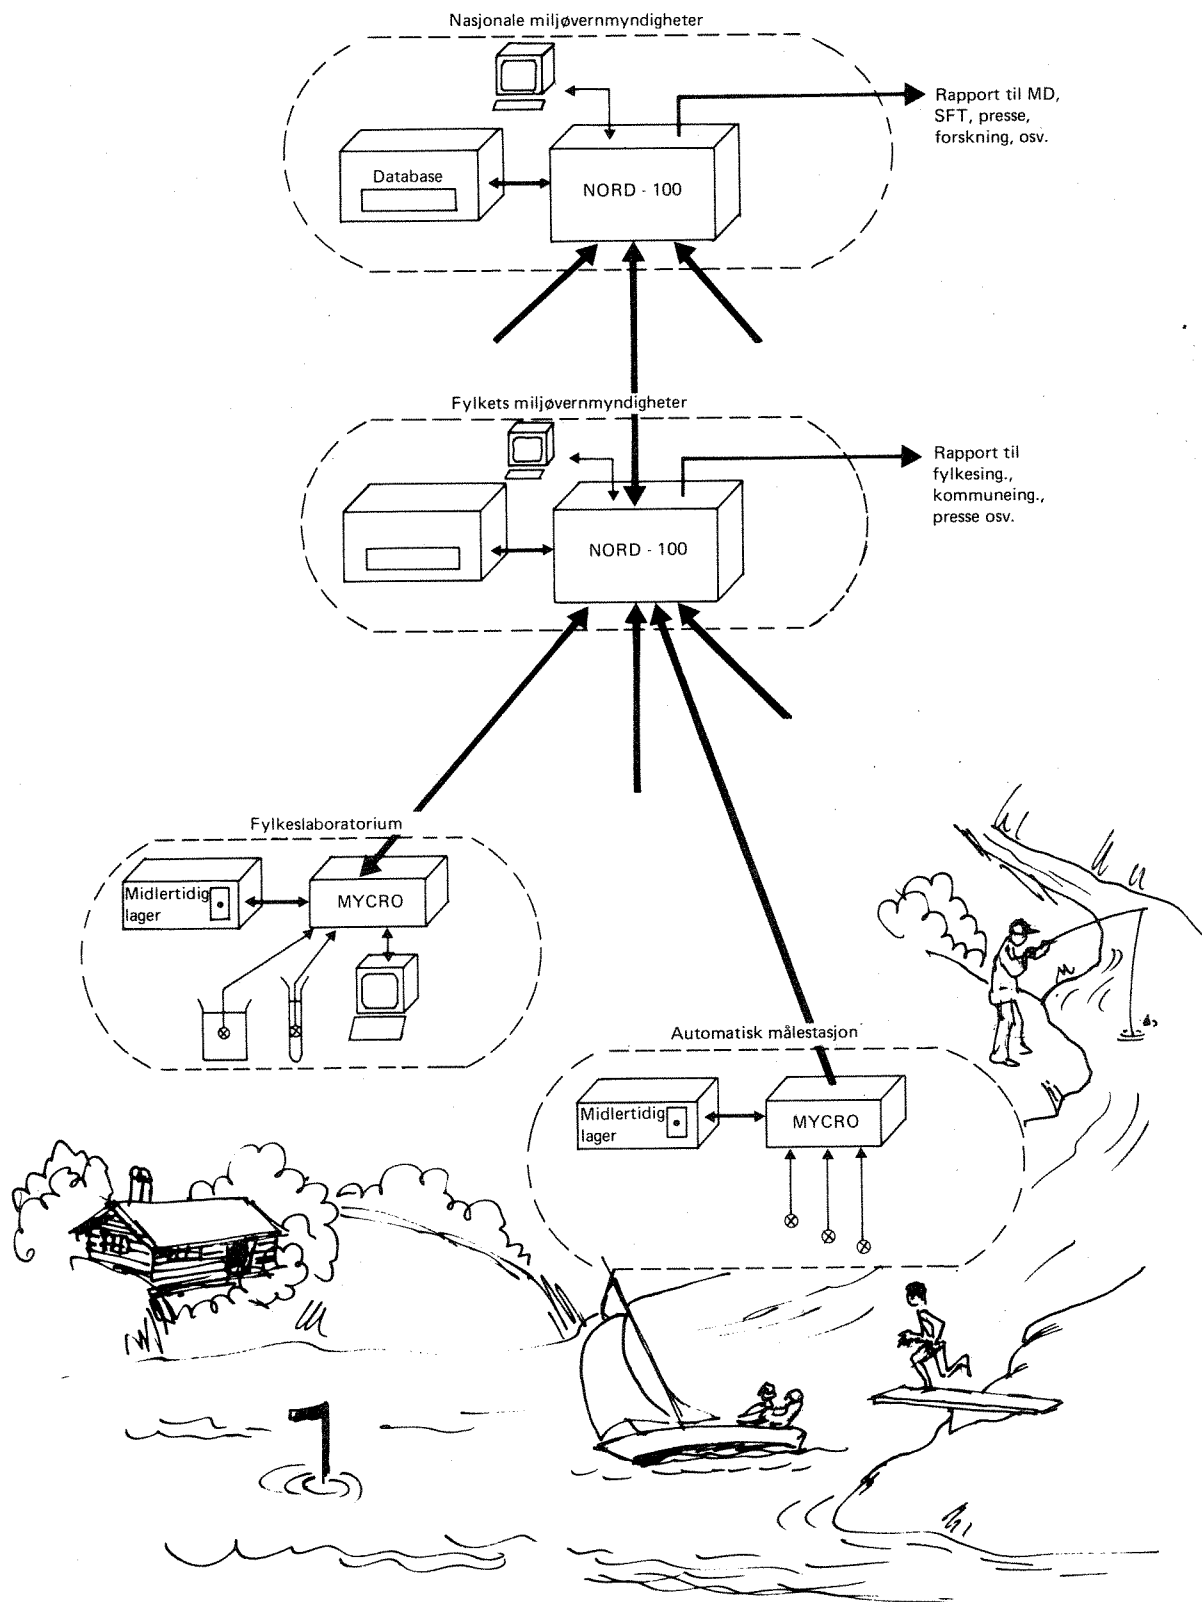 Nasjonale miljøvernmyndigheter
Rapport til MD,
SFT, presse,
forskning, osv.
Database
NORD - 100
Fylkets miljøvernmyndigheter
Rapport til
fylkesing.,
kommuneing.,
presse osv.
NORD - 100
Fylkeslaboratorium
Midlertidig
lager
MYCRO
Automatisk målestasjon
Midlertidig
lager
MYCRO